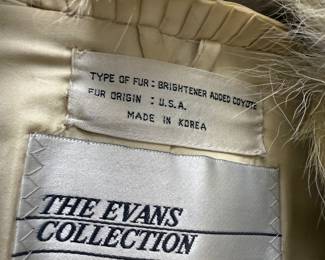 TYPE OF FUR : BRIGHTENER ADDED COYOTE
FUR ORIGIN : U.S.A.
MADE IN KOREA
THE EVANS
COLLECTION